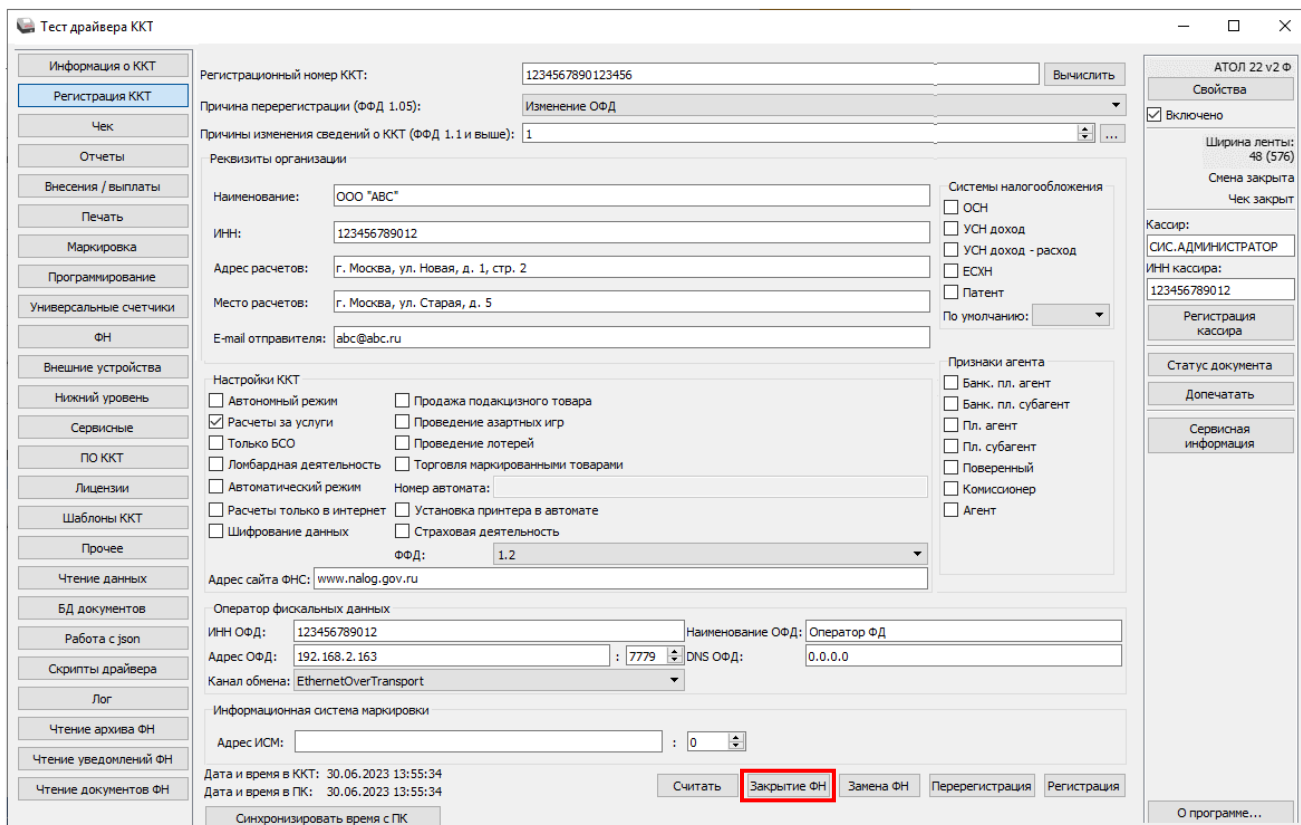 Тест драйвера ККТ
Информация о ККТ
Регистрация ККТ
Чек
Отчеты
Внесения / выплаты
Печать
Маркировка
Программирование
Универсальные счетчики
ФН
Внешние устройства
Нижний уровень
Сервисные
ПО ККТ
Лицензии
Шаблоны ККТ
Прочее
Чтение данных
БД документов
Работа с json
Скрипты драйвера
Лог
Чтение архива ФН
Чтение уведомлений ФН
Чтение документов ФН
Регистрационный номер ККТ: 1234567890123456 Вычислить
Причина перерегистрации (ФФД 1.05): Изменение ОФД
Причины изменения сведений о ККТ (ФФД 1.1 и выше): 1 ...
Реквизиты организации
Наименование: ООО "АВС"
ИНН: 123456789012
Адрес расчетов: г. Москва, ул. Новая, д. 1, стр. 2
Место расчетов: г. Москва, ул. Старая, д. 5
E-mail отправителя: abc@abc.ru
Системы налогообложения
ОСН
УСН доход
УСН доход - расход
ЕСХН
Патент
По умолчанию:
Настройки ККТ
Автономный режим Продажа подакцизного товара
Расчеты за услуги Проведение азартных игр
Только БСО Проведение лотерей
Ломбардная деятельность Торговля маркированными товарами
Автоматический режим Номер автомата:
Расчеты только в интернет Установка принтера в автомате
Шифрование данных Страховая деятельность
ФФД: 1.2
Адрес сайта ФНС: www.nalog.gov.ru
Признаки агента
Банк. пл. агент
Банк. пл. субагент
Пл. агент
Пл. субагент
Поверенный
Комиссионер
Агент
Оператор фискальных данных
ИНН ОФД: 123456789012 Наименование ОФД: Оператор ФД
Адрес ОФД: 192.168.2.163 : 7779 DNS ОФД: 0.0.0.0
Канал обмена: EthernetOverTransport
Информационная система маркировки
Адрес ИСМ: : 0
Дата и время в ККТ: 30.06.2023 13:55:34
Дата и время в ПК: 30.06.2023 13:55:34
Считать Закрытие ФН Замена ФН Перерегистрация Регистрация
Синхронизировать время с ПК
АТОЛ 22 v2 Ф
Свойства
Включено
Ширина ленты:
48 (576)
Смена закрыта
Чек закрыт
Кассир:
СИС.АДМИНИСТРАТОР
ИНН кассира:
123456789012
Регистрация
кассира
Статус документа
Допечатать
Сервисная
информация
О программе...